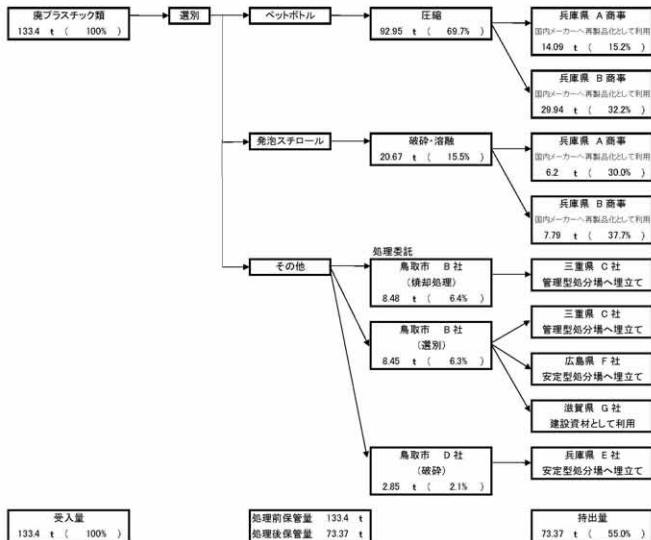 廃プラスチック類
133.4 t ( 100% )
選別
ペットボトル
圧縮
92.95 t ( 69.7% )
兵庫県 A商事
国内メーカーへ再製品化として利用
14.09 t ( 15.2% )
兵庫県 B商事
国内メーカーへ再製品化として利用
29.94 t ( 32.2% )
発泡スチロール
破砕・溶融
20.67 t ( 15.5% )
兵庫県 A商事
国内メーカーへ再製品化として利用
6.2 t ( 30.0% )
兵庫県 B商事
国内メーカーへ再製品化として利用
7.79 t ( 37.7% )
その他
処理委託
鳥取市 B社
(焼却処理)
8.48 t ( 6.4% )
三重県 C社
管理型処分場へ埋立て
鳥取市 B社
(選別)
8.45 t ( 6.3% )
三重県 C社
管理型処分場へ埋立て
広島県 F社
安定型処分場へ埋立て
滋賀県 G社
建設資材として利用
鳥取市 D社
(破砕)
2.85 t ( 2.1% )
兵庫県 E社
安定型処分場へ埋立て
受入量
133.4 t ( 100% )
処理前保管量 133.4 t
処理後保管量 73.37 t
持出量
73.37 t ( 55.0% )